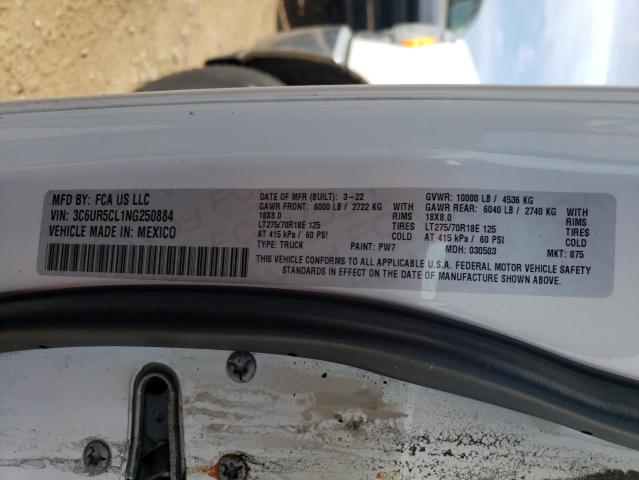 MFD BY: FCA US LLC
VIN: 3C6UR5CL1NG250884
VEHICLE MADE IN: MEXICO
DATE OF MFR (BUILT): 3-22
GVWR: 10000 LB / 4536 KG
GAWR FRONT: 6000 LB / 2722 KG WITH
GAWR REAR: 6040 LB / 2740 KG WITH
18X8.0 RIMS
18X8.0 RIMS
LT275/70R18E 125 TIRES
LT275/70R18E 125 TIRES
AT 415 kPa / 60 PSI COLD
AT 415 kPa / 60 PSI COLD
TYPE: TRUCK PAINT: PW7 MDH: 030503 MKT: 875
THIS VEHICLE CONFORMS TO ALL APPLICABLE U.S.A. FEDERAL MOTOR VEHICLE SAFETY
STANDARDS IN EFFECT ON THE DATE OF MANUFACTURE SHOWN ABOVE.